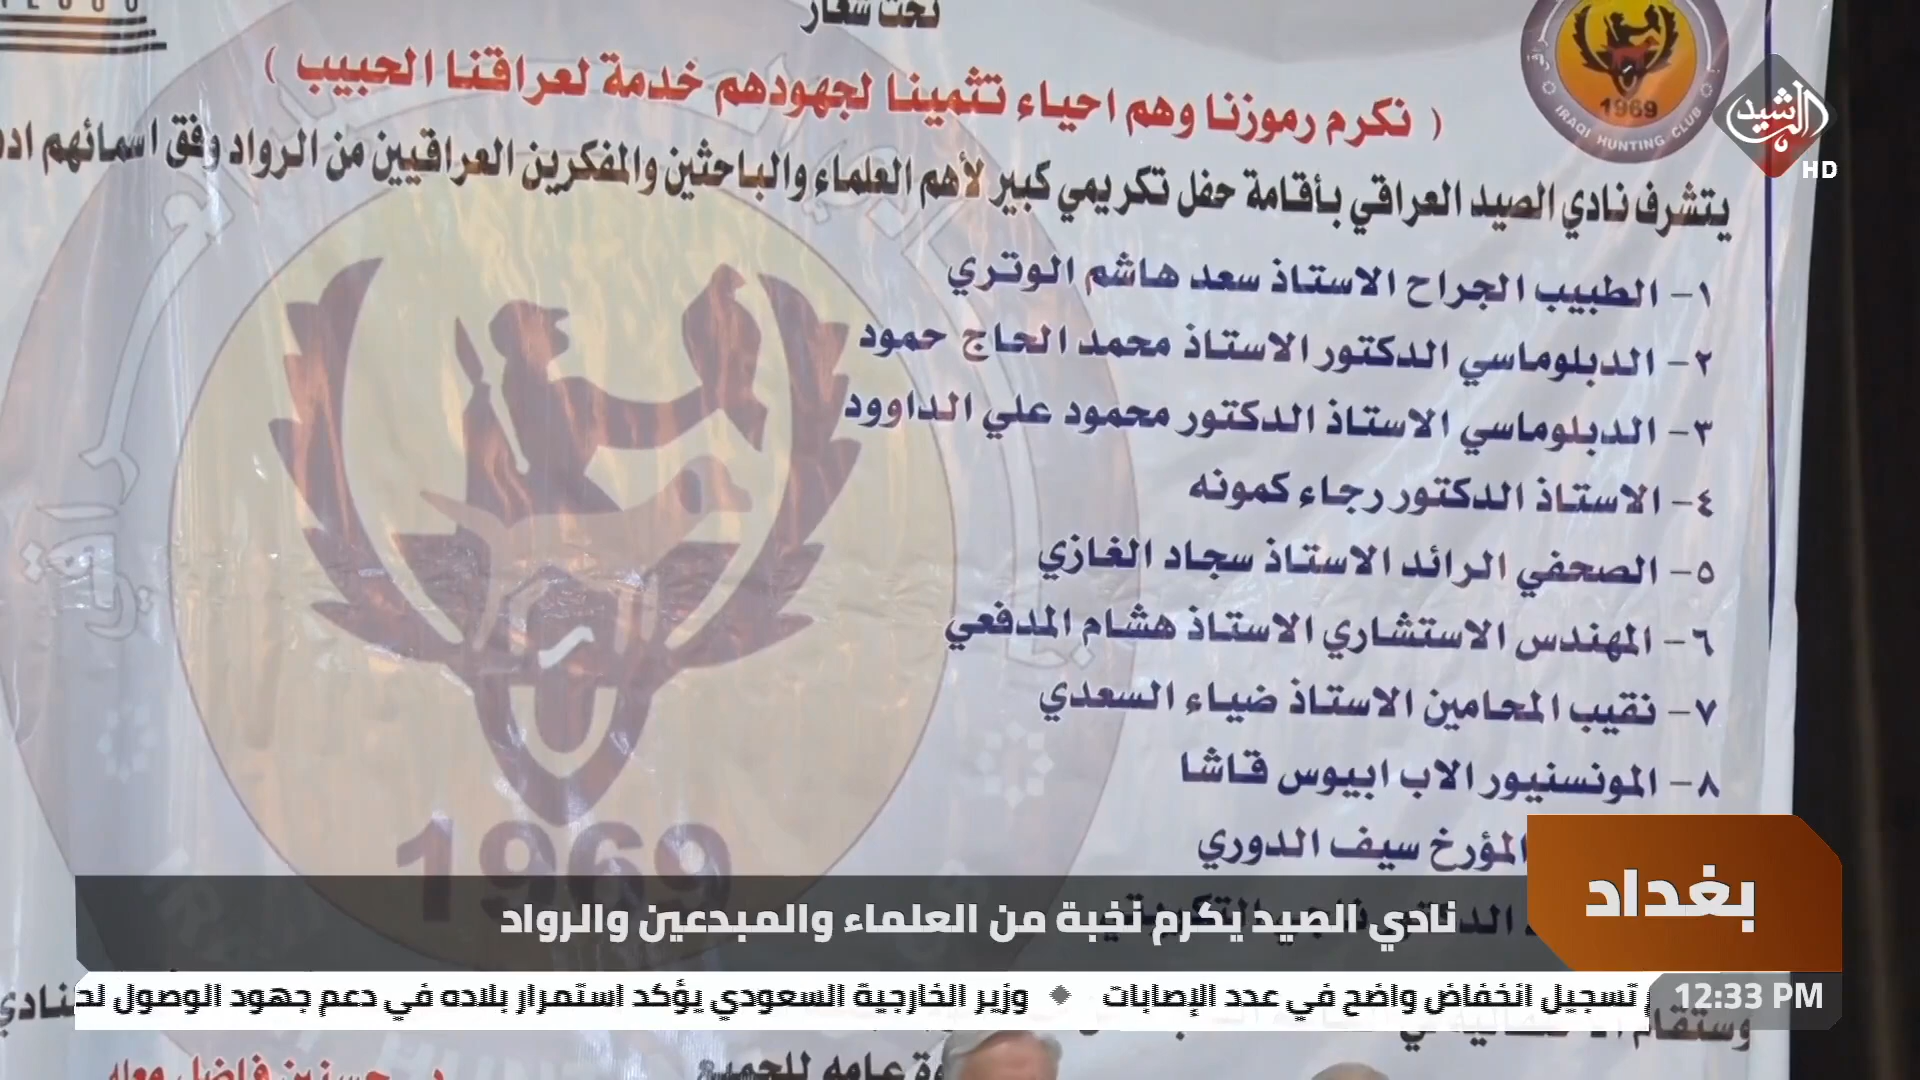 تحت شعار
( نكرم رموزنا وهم احياء تثمينا لجهودهم خدمة لعراقنا الحبيب )
يتشرف نادي الصيد العراقي بأقامة حفل تكريمي كبير لأهم العلماء والباحثين والمفكرين العراقيين من الرواد وفق اسمائهم
١- الطبيب الجراح الاستاذ سعد هاشم الوتري
٢- الدبلوماسي الدكتور الاستاذ محمد الحاج حمود
٣- الدبلوماسي الاستاذ الدكتور محمود علي الداوود
٤- الاستاذ الدكتور رجاء كمونه
٥- الصحفي الرائد الاستاذ سجاد الغازي
٦- المهندس الاستشاري الاستاذ هشام المدفعي
٧- نقيب المحامين الاستاذ ضياء السعدي
٨- المونسنيور الاب ابيوس قاشا
المؤرخ سيف الدوري
1969
IRAQI HUNTING CLUB
1969
الرشيد
HD
بغداد
نادي الصيد يكرم نخبة من العلماء والمبدعين والرواد
12:33 PM
تسجيل انخفاض واضح في عدد الإصابات ◆ وزير الخارجية السعودي يؤكد استمرار بلاده في دعم جهود الوصول
عامه للجميع
حسنين فاضل معله